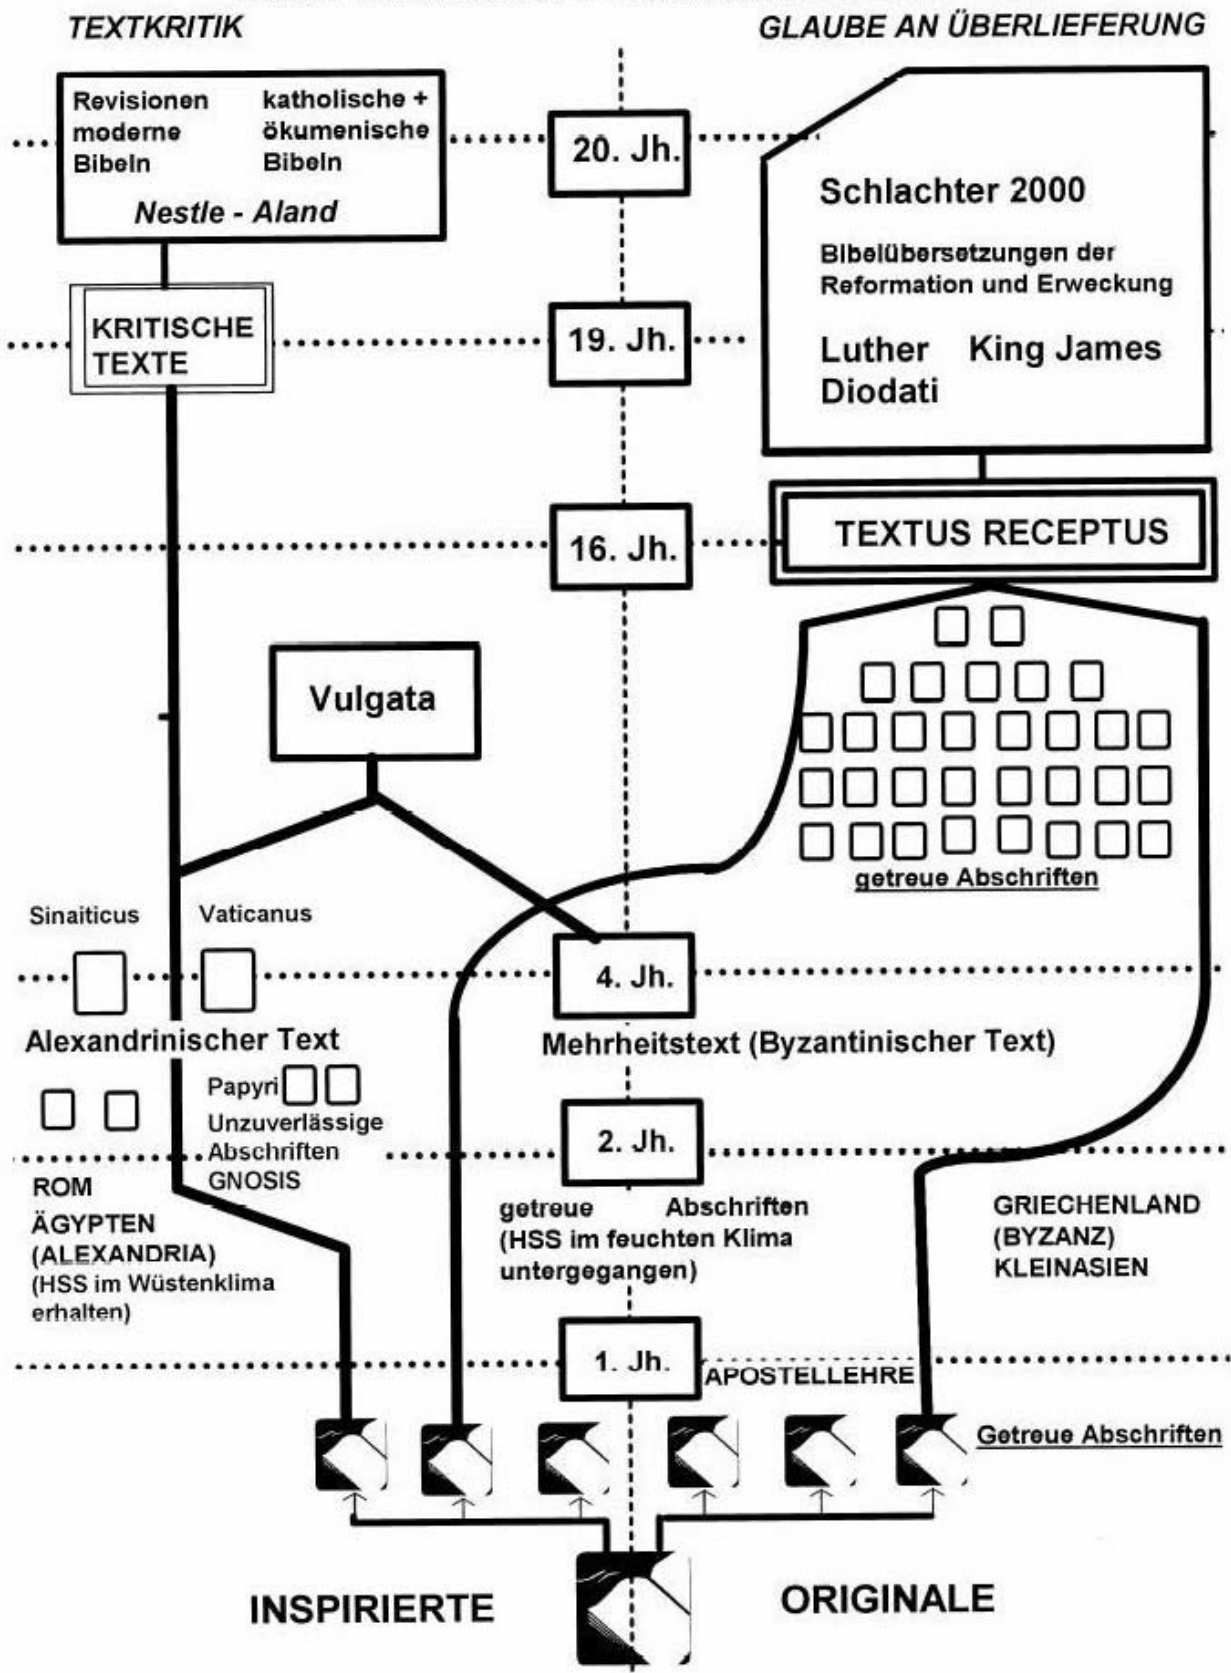 TEXTKRITIK
GLAUBE AN ÜBERLIEFERUNG
Revisionen katholische +
moderne ökumenische
Bibeln Bibeln
Nestle - Aland
20. Jh.
Schlachter 2000
Bibelübersetzungen der
Reformation und Erweckung
Luther King James
Diodati
KRITISCHE
TEXTE
19. Jh.
16. Jh.
TEXTUS RECEPTUS
Vulgata
getreue Abschriften
Sinaiticus Vaticanus
4. Jh.
Alexandrinischer Text
Mehrheitstext (Byzantinischer Text)
Papyri
Unzuverlässige
Abschriften
GNOSIS
2. Jh.
ROM
ÄGYPTEN
(ALEXANDRIA)
(HSS im Wüstenklima
erhalten)
getreue Abschriften
(HSS im feuchten Klima
untergegangen)
GRIECHENLAND
(BYZANZ)
KLEINASIEN
1. Jh.
APOSTELLEHRE
Getreue Abschriften
INSPIRIERTE ORIGINALE